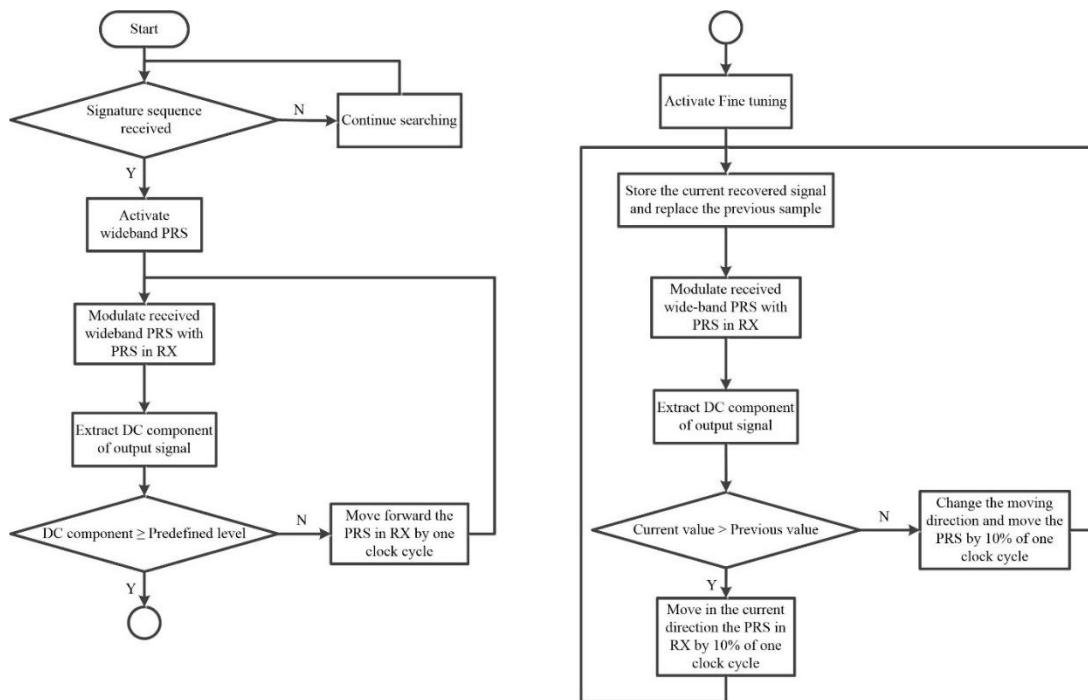 Start
Signature sequence
received
N
Continue searching
Y
Activate
wideband PRS
Modulate received
wideband PRS with
PRS in RX
Extract DC component
of output signal
DC component ≥ Predefined level
N
Move forward the
PRS in RX by one
clock cycle
Y
Activate Fine tuning
Store the current recovered signal
and replace the previous sample
Modulate received
wide-band PRS with
PRS in RX
Extract DC component
of output signal
Current value > Previous value
N
Change the moving
direction and move the
PRS by 10% of one
clock cycle
Y
Move in the current
direction the PRS in
RX by 10% of one
clock cycle